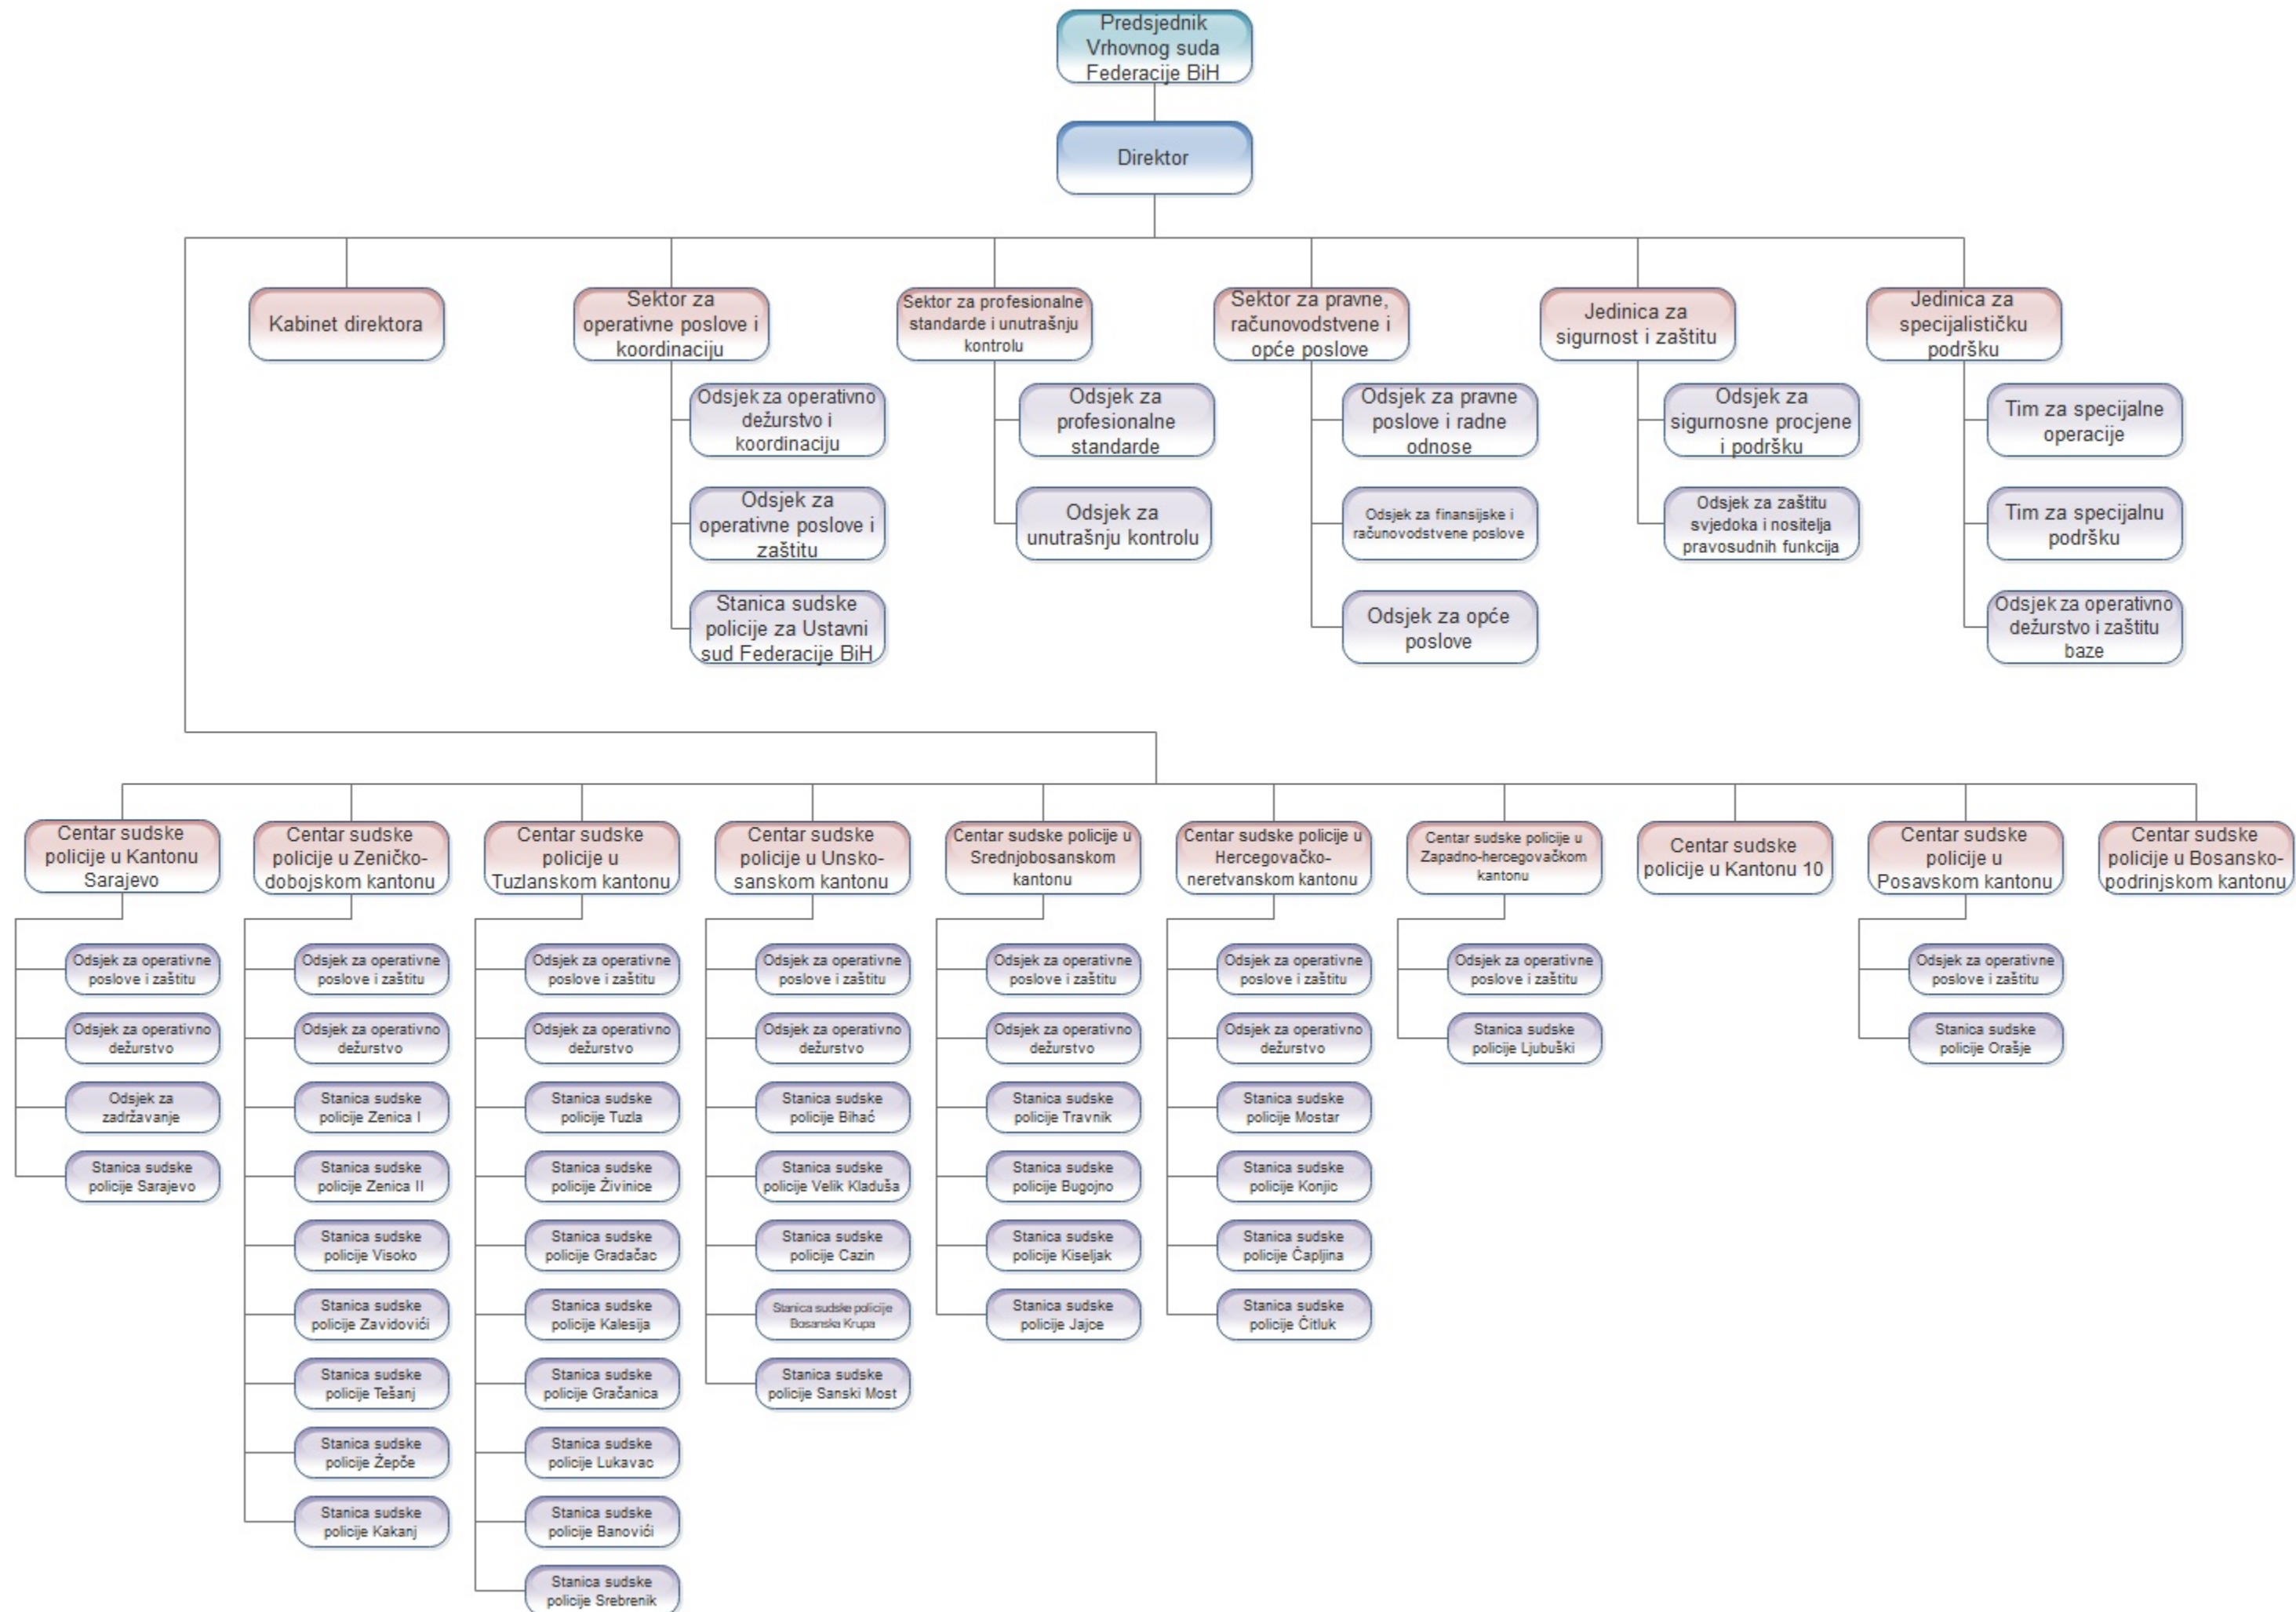 Predsjednik
Vrhovnog suda
Federacije BiH
Direktor
Kabinet direktora
Sektor za
operativne poslove i
koordinaciju
Odsjek za operativno
dežurstvo i
koordinaciju
Odsjek za
operativne poslove i
zaštitu
Stanica sudske
policije za Ustavni
sud Federacije BiH
Sektor za profesionalne
standarde i unutrašnju
kontrolu
Odsjek za
profesionalne
standarde
Odsjek za
unutrašnju kontrolu
Sektor za pravne,
računovodstvene i
opće poslove
Odsjek za pravne
poslove i radne
odnose
Odsjek za finansijske i
računovodstvene poslove
Odsjek za opće
poslove
Jedinica za
sigurnost i zaštitu
Odsjek za
sigurnosne procjene
i podršku
Odsjek za zaštitu
svjedoka i nositelja
pravosudnih funkcija
Jedinica za
specijalističku
podršku
Tim za specijalne
operacije
Tim za specijalnu
podršku
Odsjek za operativno
dežurstvo i zaštitu
baze
Centar sudske
policije u Kantonu
Sarajevo
Odsjek za operativne
poslove i zaštitu
Odsjek za operativno
dežurstvo
Odsjek za
zadržavanje
Stanica sudske
policije Sarajevo
Centar sudske
policije u Zeničko-
dobojskom kantonu
Odsjek za operativne
poslove i zaštitu
Odsjek za operativno
dežurstvo
Stanica sudske
policije Zenica I
Stanica sudske
policije Zenica II
Stanica sudske
policije Visoko
Stanica sudske
policije Zavidovići
Stanica sudske
policije Tešanj
Stanica sudske
policije Žepče
Stanica sudske
policije Kakanj
Centar sudske
policije u
Tuzlanskom kantonu
Odsjek za operativne
poslove i zaštitu
Odsjek za operativno
dežurstvo
Stanica sudske
policije Tuzla
Stanica sudske
policije Živinice
Stanica sudske
policije Gradačac
Stanica sudske
policije Kalesija
Stanica sudske
policije Gračanica
Stanica sudske
policije Lukavac
Stanica sudske
policije Banovići
Stanica sudske
policije Srebrenik
Centar sudske
policije u Unsko-
sanskom kantonu
Odsjek za operativne
poslove i zaštitu
Odsjek za operativno
dežurstvo
Stanica sudske
policije Bihać
Stanica sudske
policije Velik Kladuša
Stanica sudske
policije Cazin
Stanica sudske policije
Bosanska Krupa
Stanica sudske
policije Sanski Most
Centar sudske policije u
Srednjobosanskom
kantonu
Odsjek za operativne
poslove i zaštitu
Odsjek za operativno
dežurstvo
Stanica sudske
policije Travnik
Stanica sudske
policije Bugojno
Stanica sudske
policije Kiseljak
Stanica sudske
policije Jajce
Centar sudske policije u
Hercegovačko-
neretvanskom kantonu
Odsjek za operativne
poslove i zaštitu
Odsjek za operativno
dežurstvo
Stanica sudske
policije Mostar
Stanica sudske
policije Konjic
Stanica sudske
policije Čapljina
Stanica sudske
policije Čitluk
Centar sudske policije u
Zapadno-hercegovačkom
kantonu
Odsjek za operativne
poslove i zaštitu
Stanica sudske
policije Ljubuški
Centar sudske
policije u Kantonu 10
Centar sudske
policije u
Posavskom kantonu
Odsjek za operativne
poslove i zaštitu
Stanica sudske
policije Orašje
Centar sudske
policije u Bosansko-
podrinjskom kantonu